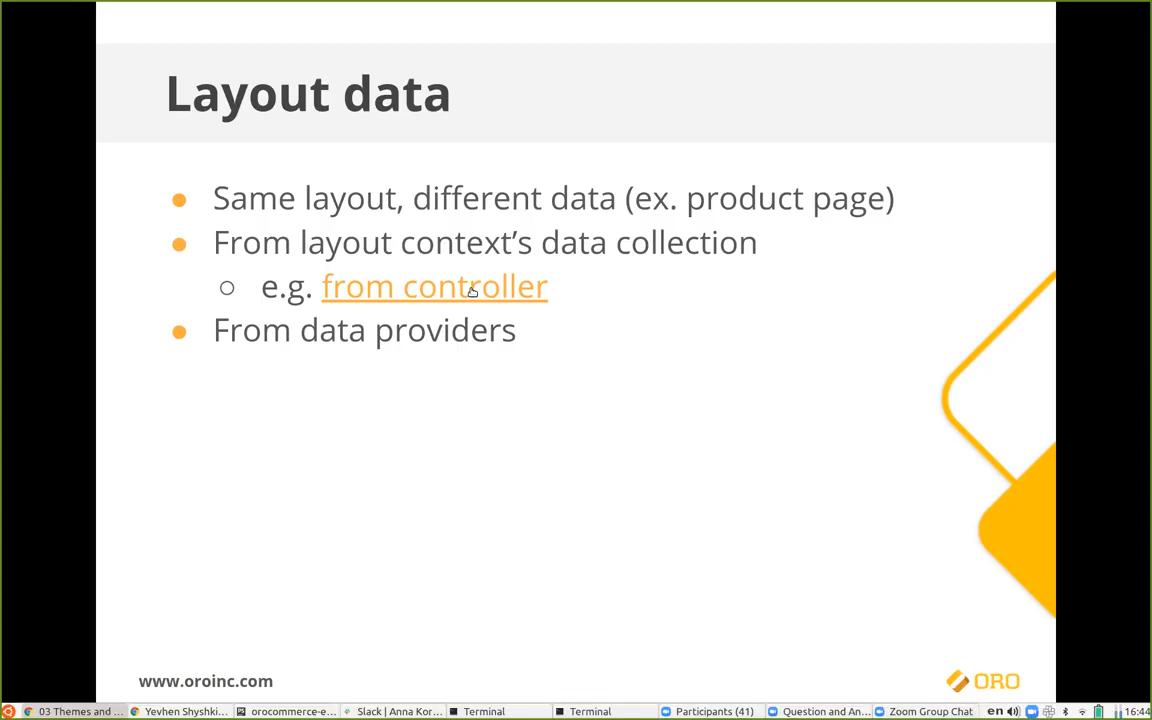 Layout data
● Same layout, different data (ex. product page)
● From layout context’s data collection
○ e.g. from controller
● From data providers
www.oroinc.com
ORO
03 Themes and ...
Yevhen Shyshki...
orocommerce-e...
Slack | Anna Kor...
Terminal
Terminal
Participants (41)
Question and An...
Zoom Group Chat
en
16:44